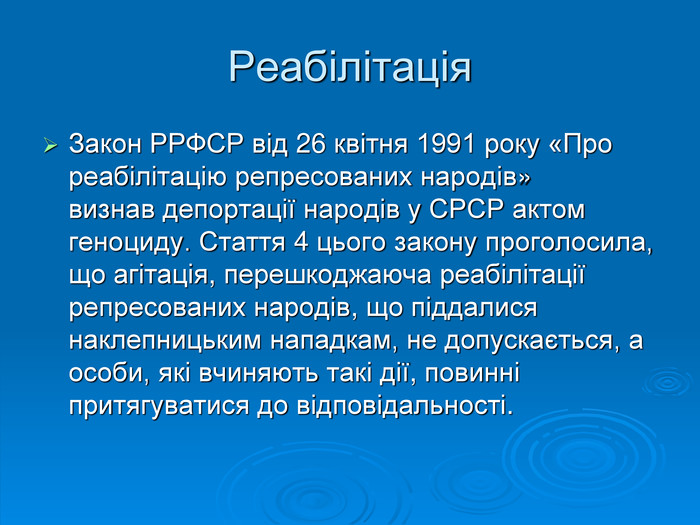 Реабілітація
Закон РРФСР від 26 квітня 1991 року «Про
реабілітацію репресованих народів»
визнав депортації народів у СРСР актом
геноциду. Стаття 4 цього закону проголосила,
що агітація, перешкоджаюча реабілітації
репресованих народів, що піддалися
наклепницьким нападкам, не допускається, а
особи, які вчиняють такі дії, повинні
притягуватися до відповідальності.